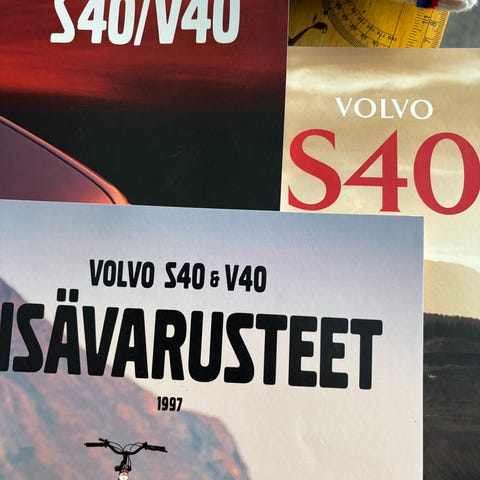 S40/V40
VOLVO
S40
VOLVO S40 & V40
ISÄVARUSTEET
1997